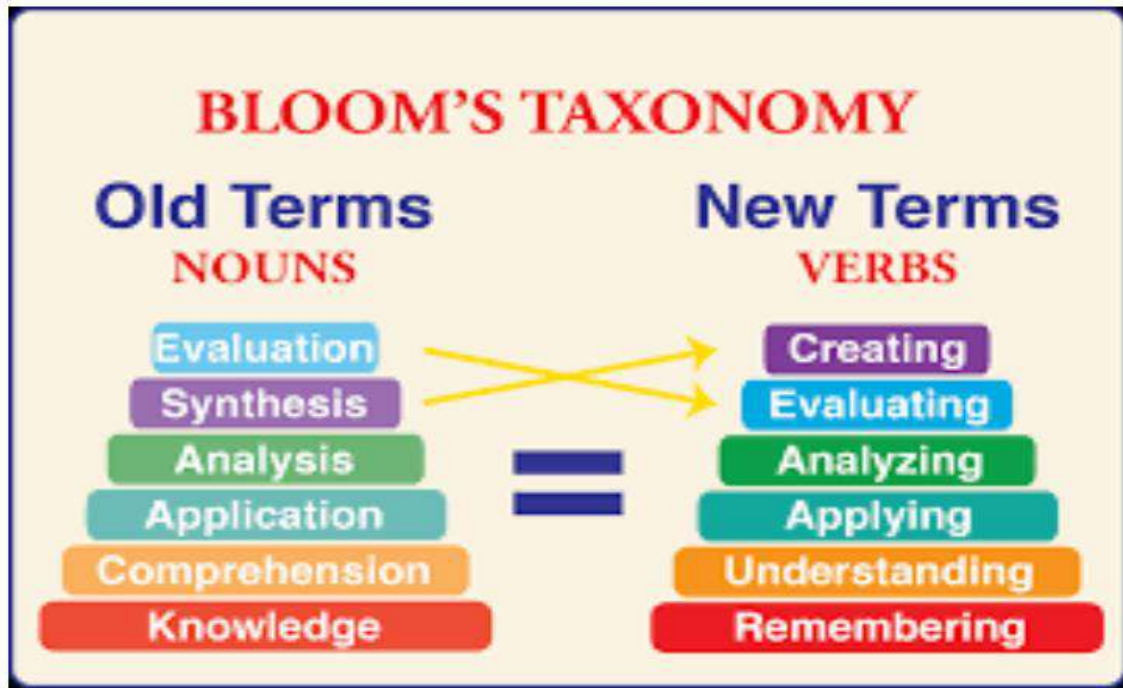 BLOOM'S TAXONOMY
Old Terms
NOUNS
Evaluation
Synthesis
Analysis
Application
Comprehension
Knowledge
=
New Terms
VERBS
Creating
Evaluating
Analyzing
Applying
Understanding
Remembering